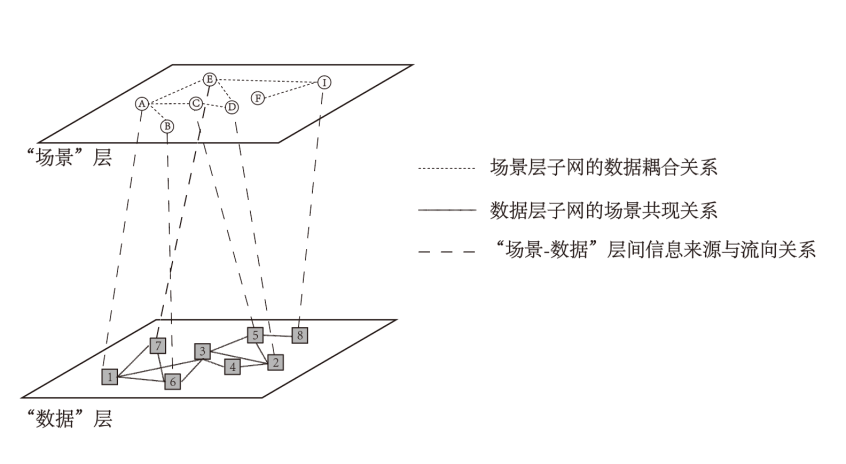 E
I
A
C
D
F
B
“场景”层
场景层子网的数据耦合关系
数据层子网的场景共现关系
“场景-数据”层间信息来源与流向关系
5
8
7
3
4
2
1
6
“数据”层